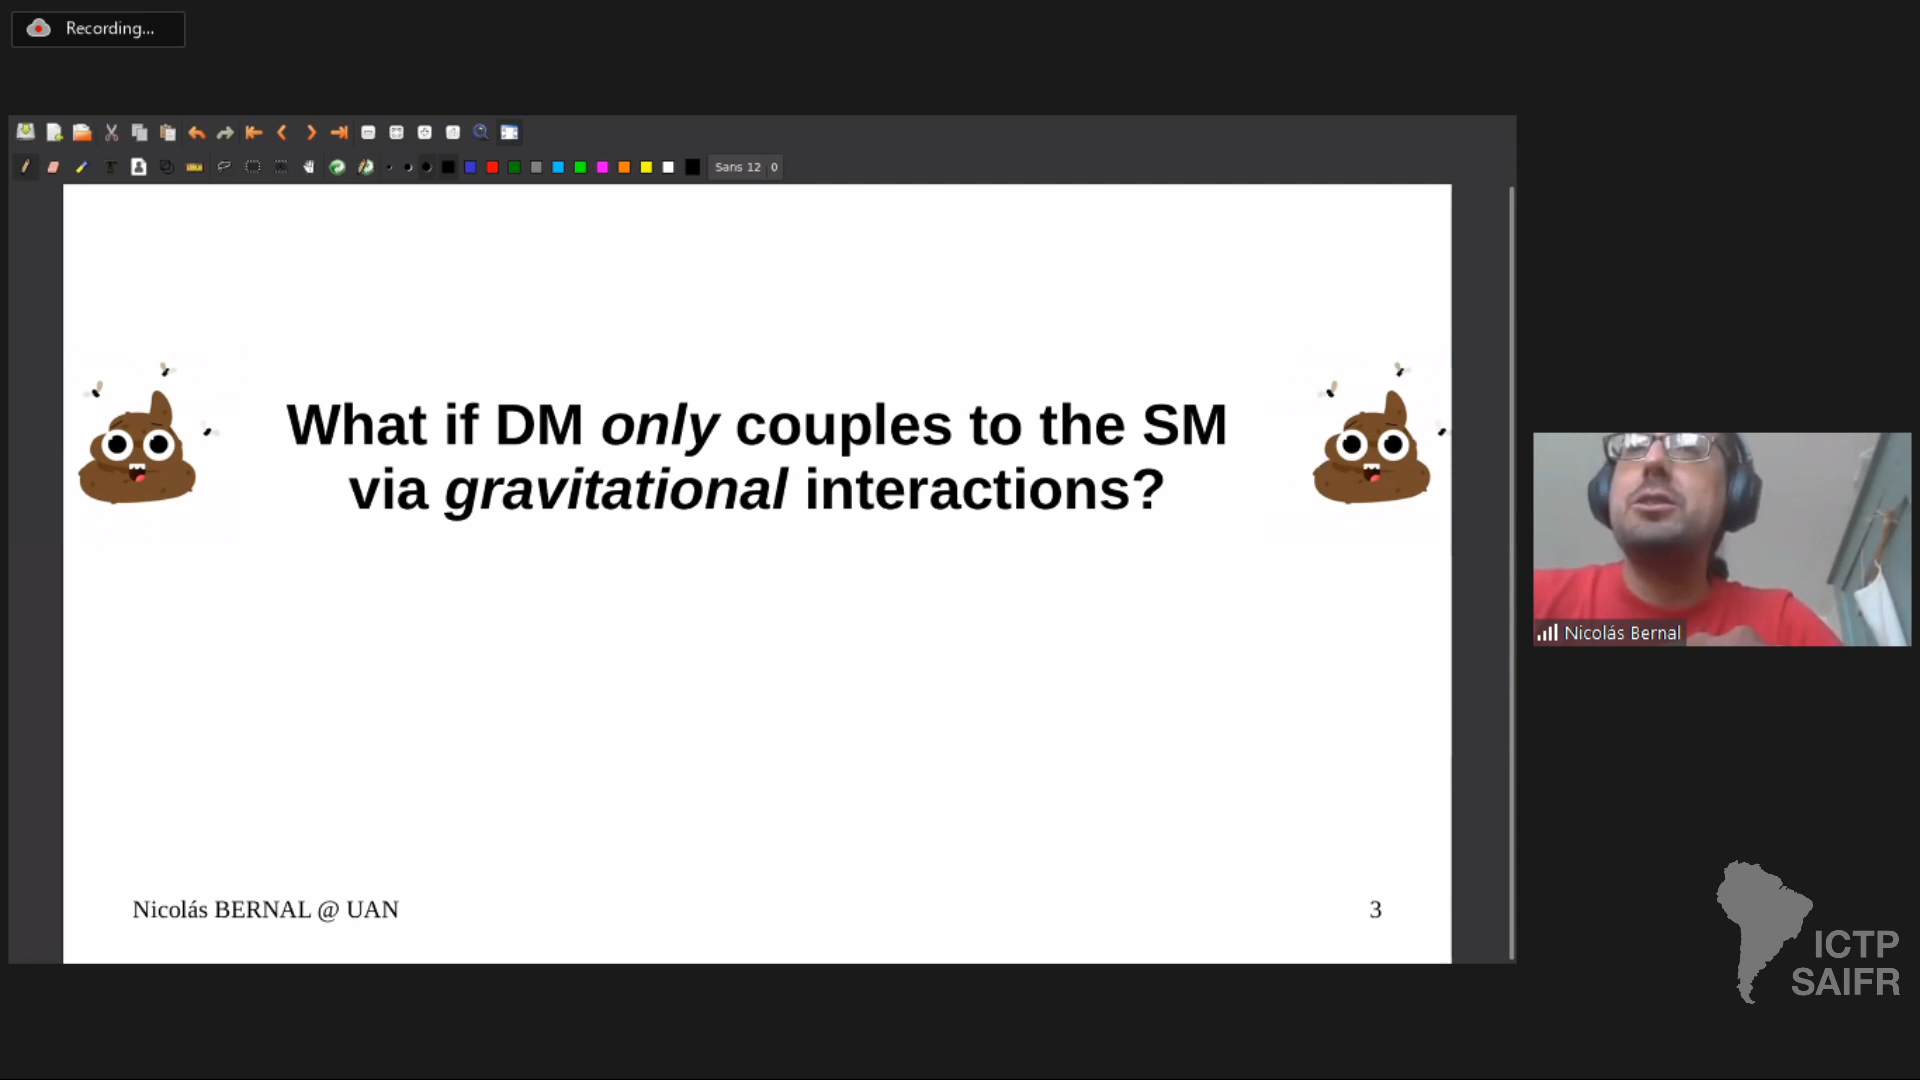 Recording...
Sans 12 0
What if DM only couples to the SM
via gravitational interactions?
Nicolás Bernal
Nicolás BERNAL @ UAN
3
ICTP
SAIFR